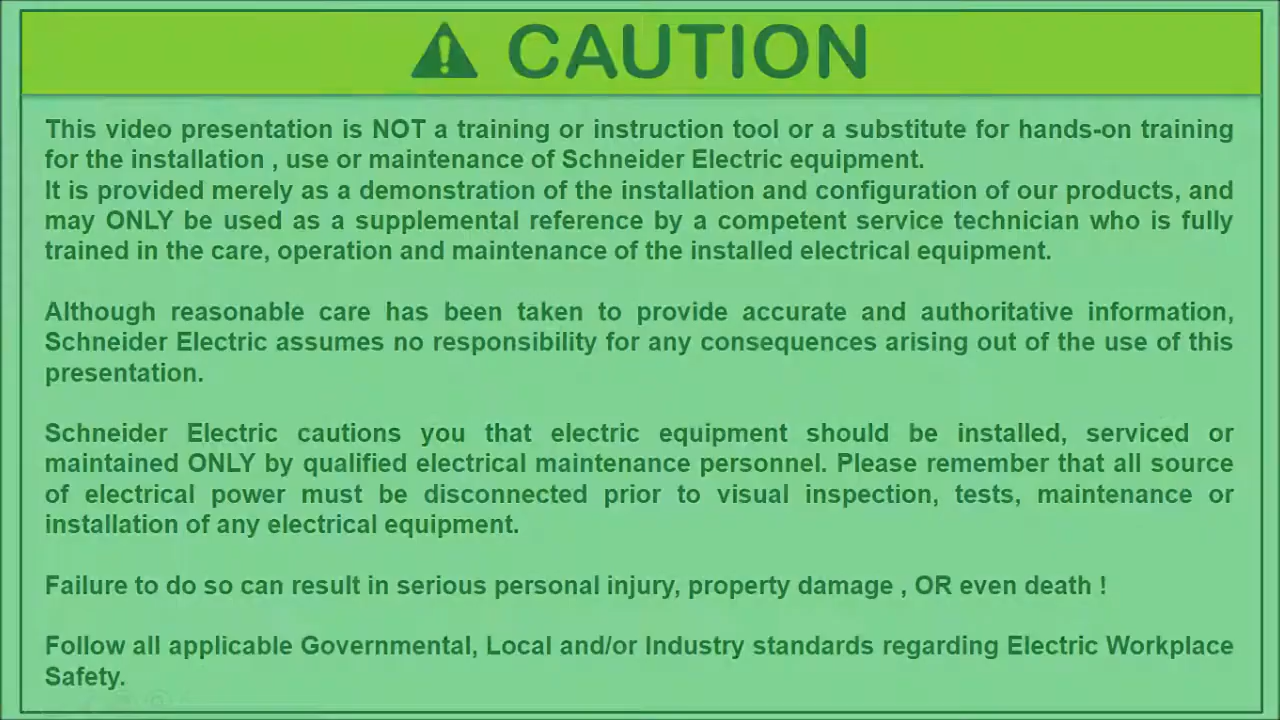 CAUTION
This video presentation is NOT a training or instruction tool or a substitute for hands-on training
for the installation , use or maintenance of Schneider Electric equipment.
It is provided merely as a demonstration of the installation and configuration of our products, and
may ONLY be used as a supplemental reference by a competent service technician who is fully
trained in the care, operation and maintenance of the installed electrical equipment.
Although reasonable care has been taken to provide accurate and authoritative information,
Schneider Electric assumes no responsibility for any consequences arising out of the use of this
presentation.
Schneider Electric cautions you that electric equipment should be installed, serviced or
maintained ONLY by qualified electrical maintenance personnel. Please remember that all source
of electrical power must be disconnected prior to visual inspection, tests, maintenance or
installation of any electrical equipment.
Failure to do so can result in serious personal injury, property damage , OR even death !
Follow all applicable Governmental, Local and/or Industry standards regarding Electric Workplace
Safety.